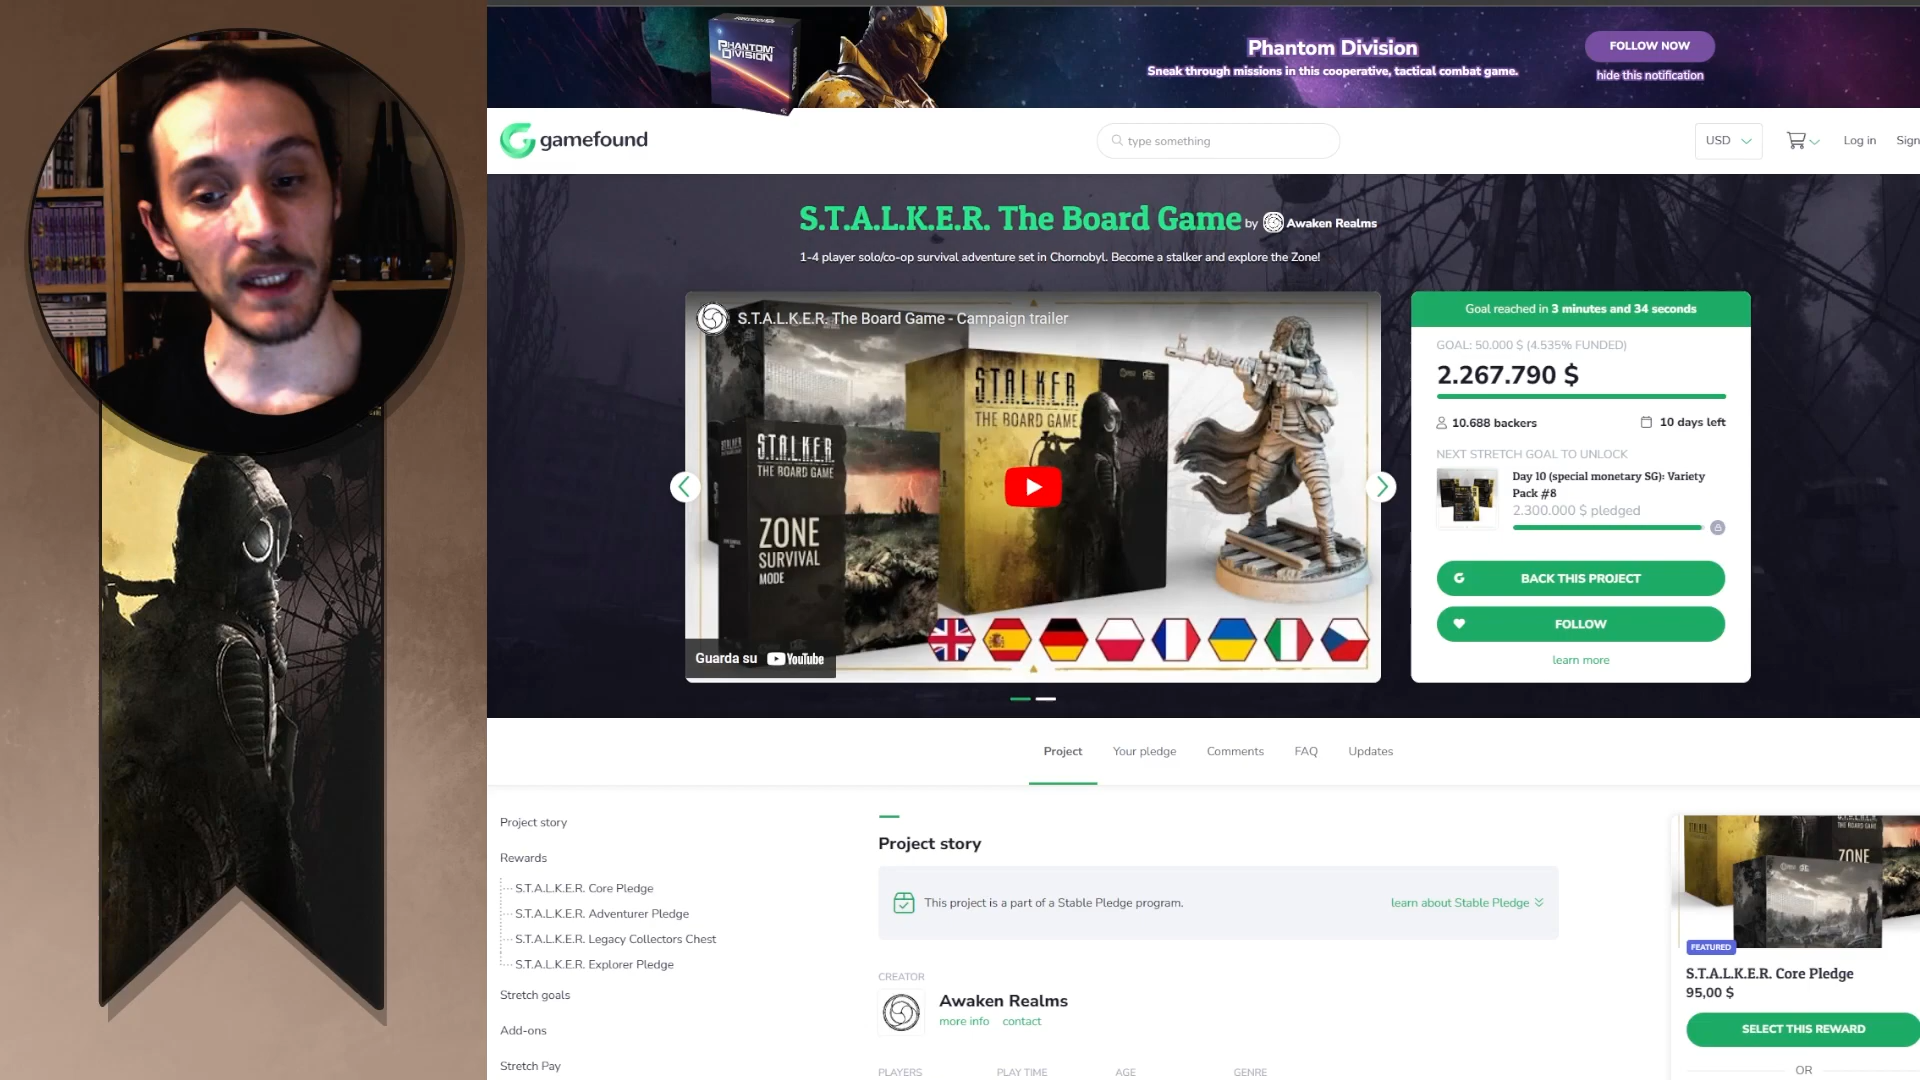 PHANTOM DIVISION
Phantom Division
Sneak through missions in this cooperative, tactical combat game.
FOLLOW NOW
hide this notification
gamefound
type something
USD
Log in
Sign
S.T.A.L.K.E.R. The Board Game by Awaken Realms
1-4 player solo/co-op survival adventure set in Chornobyl. Become a stalker and explore the Zone!
S.T.A.L.K.E.R. The Board Game - Campaign trailer
S.T.A.L.K.E.R.
THE BOARD GAME
S.T.A.L.K.E.R.
THE BOARD GAME
ZONE
SURVIVAL
MODE
Guarda su YouTube
Goal reached in 3 minutes and 34 seconds
GOAL: 50.000 $ (4.535% FUNDED)
2.267.790 $
10.688 backers
10 days left
NEXT STRETCH GOAL TO UNLOCK
Day 10 (special monetary SG): Variety
Pack #8
2.300.000 $ pledged
BACK THIS PROJECT
FOLLOW
learn more
Project
Your pledge
Comments
FAQ
Updates
Project story
Rewards
S.T.A.L.K.E.R. Core Pledge
S.T.A.L.K.E.R. Adventurer Pledge
S.T.A.L.K.E.R. Legacy Collectors Chest
S.T.A.L.K.E.R. Explorer Pledge
Stretch goals
Add-ons
Stretch Pay
Project story
This project is a part of a Stable Pledge program.
learn about Stable Pledge
CREATOR
Awaken Realms
more info
contact
PLAYERS
PLAY TIME
AGE
GENRE
THE BOARD GAME
ZONE
FEATURED
S.T.A.L.K.E.R. Core Pledge
95,00 $
SELECT THIS REWARD
OR